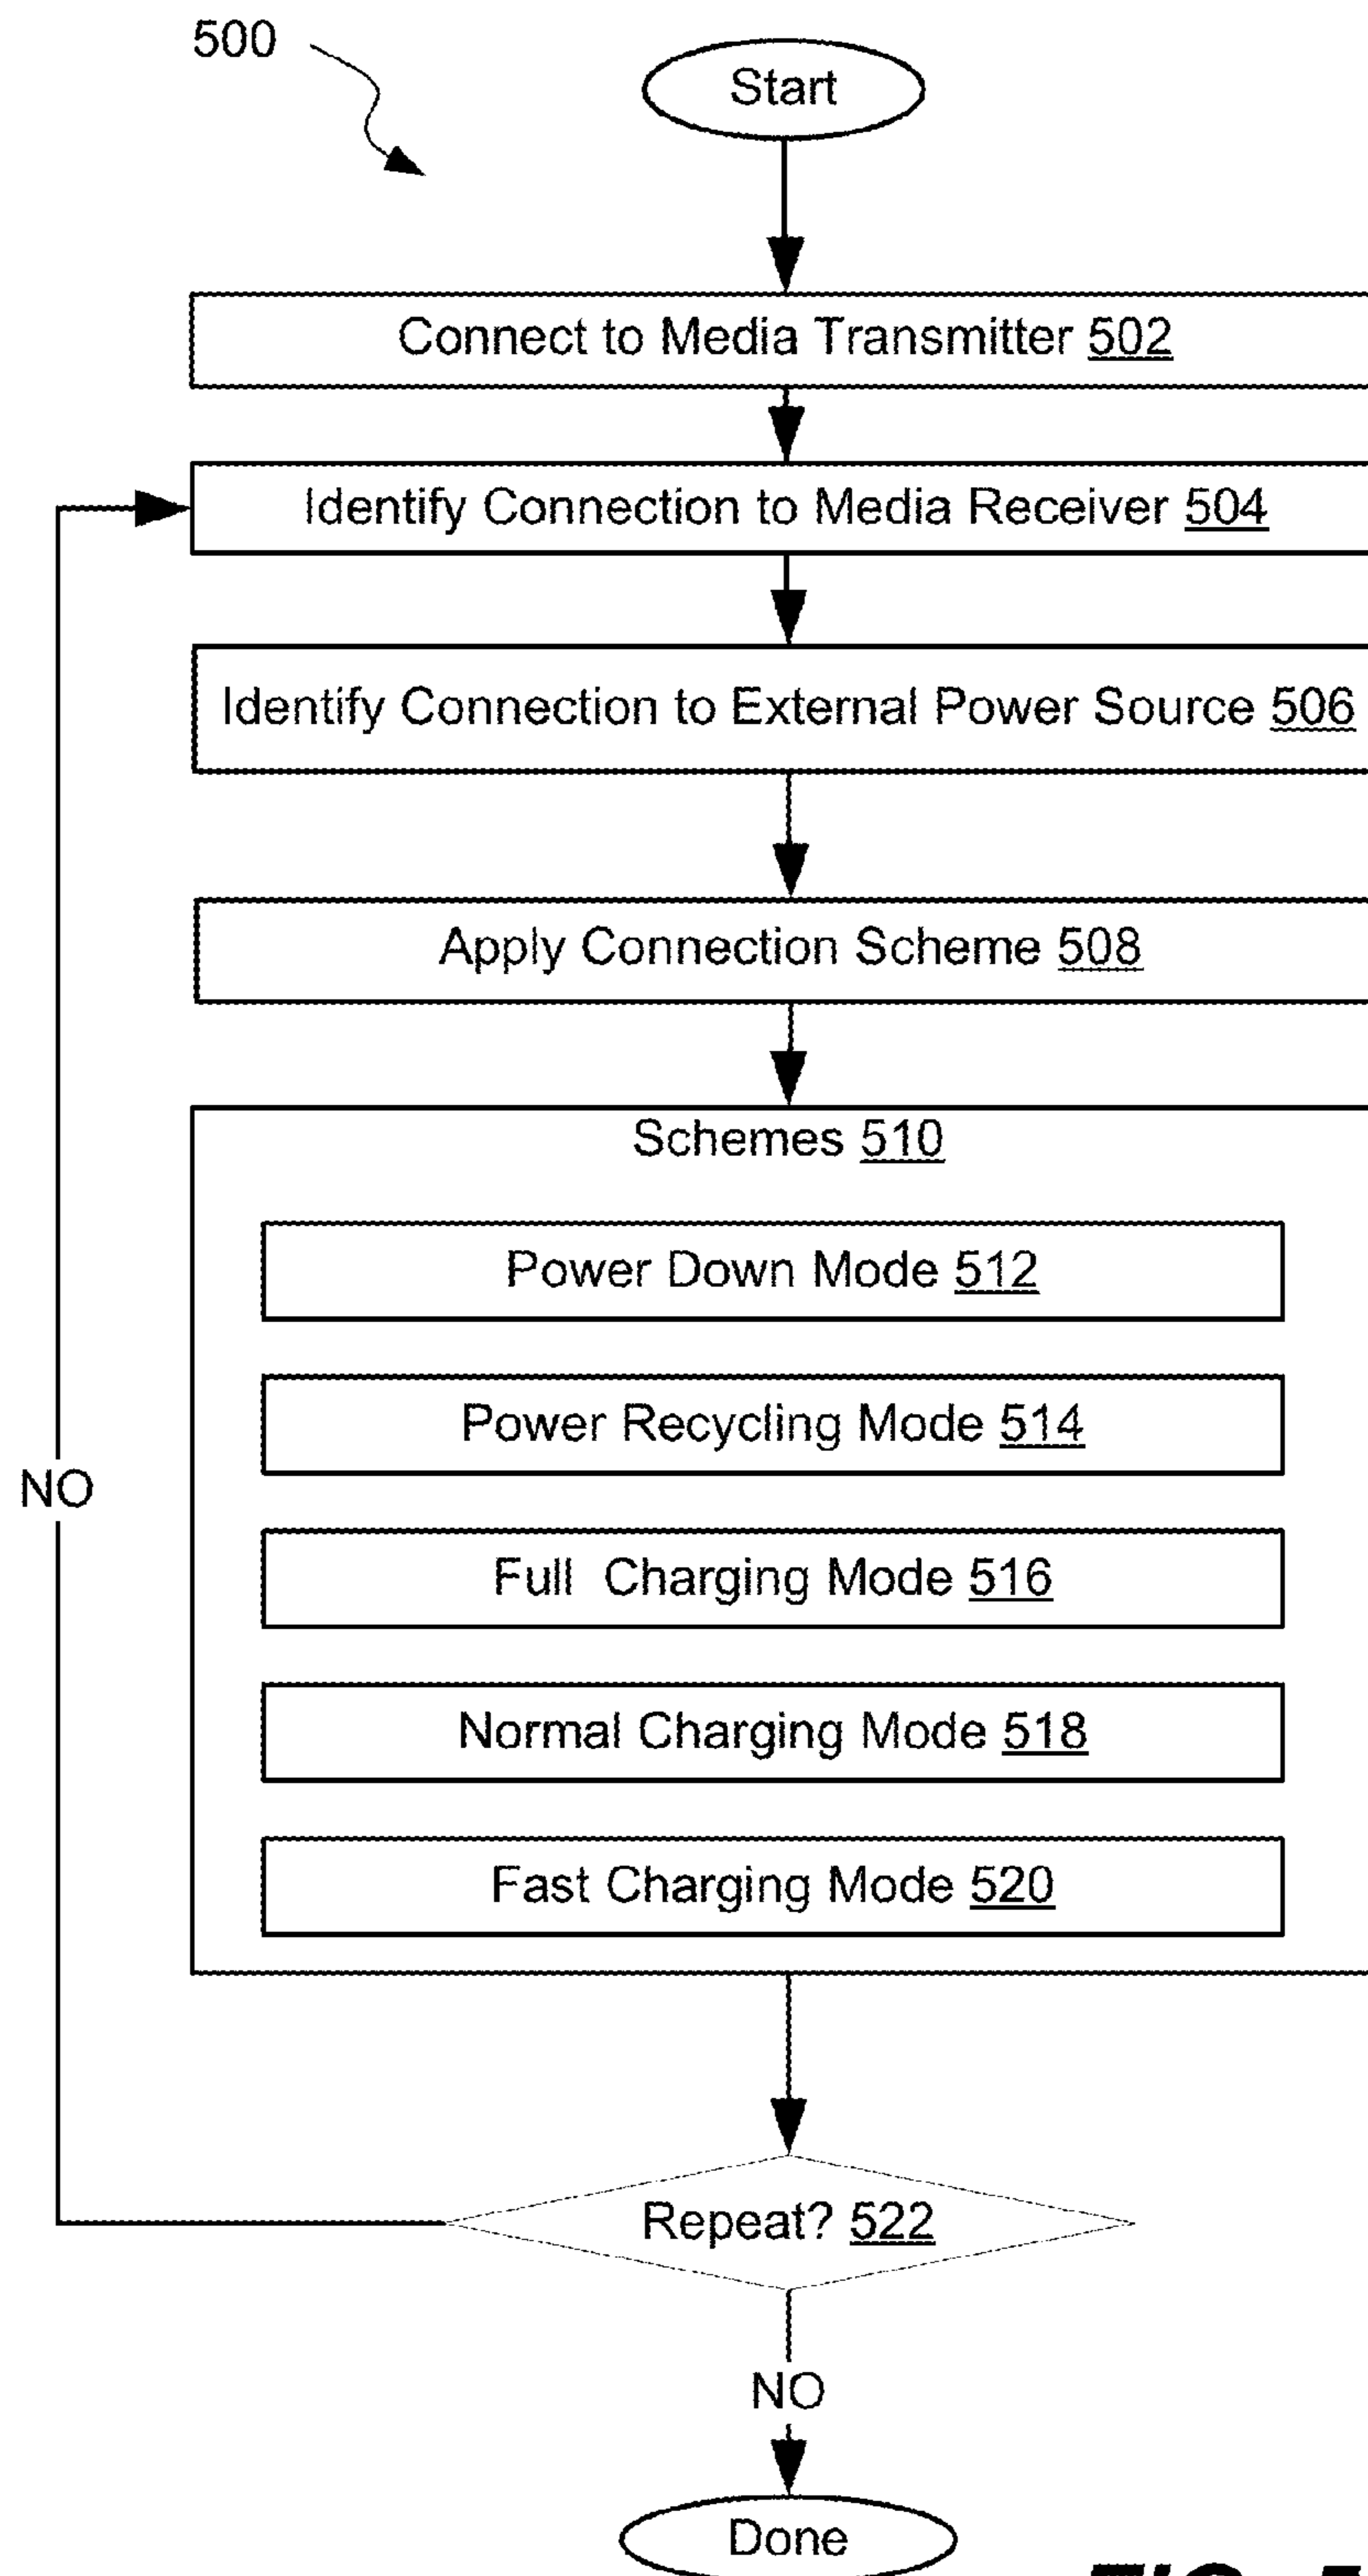 500
Start
Connect to Media Transmitter 502
Identify Connection to Media Receiver 504
Identify Connection to External Power Source 506
Apply Connection Scheme 508
Schemes 510
Power Down Mode 512
Power Recycling Mode 514
Full Charging Mode 516
Normal Charging Mode 518
Fast Charging Mode 520
NO
Repeat? 522
NO
Done